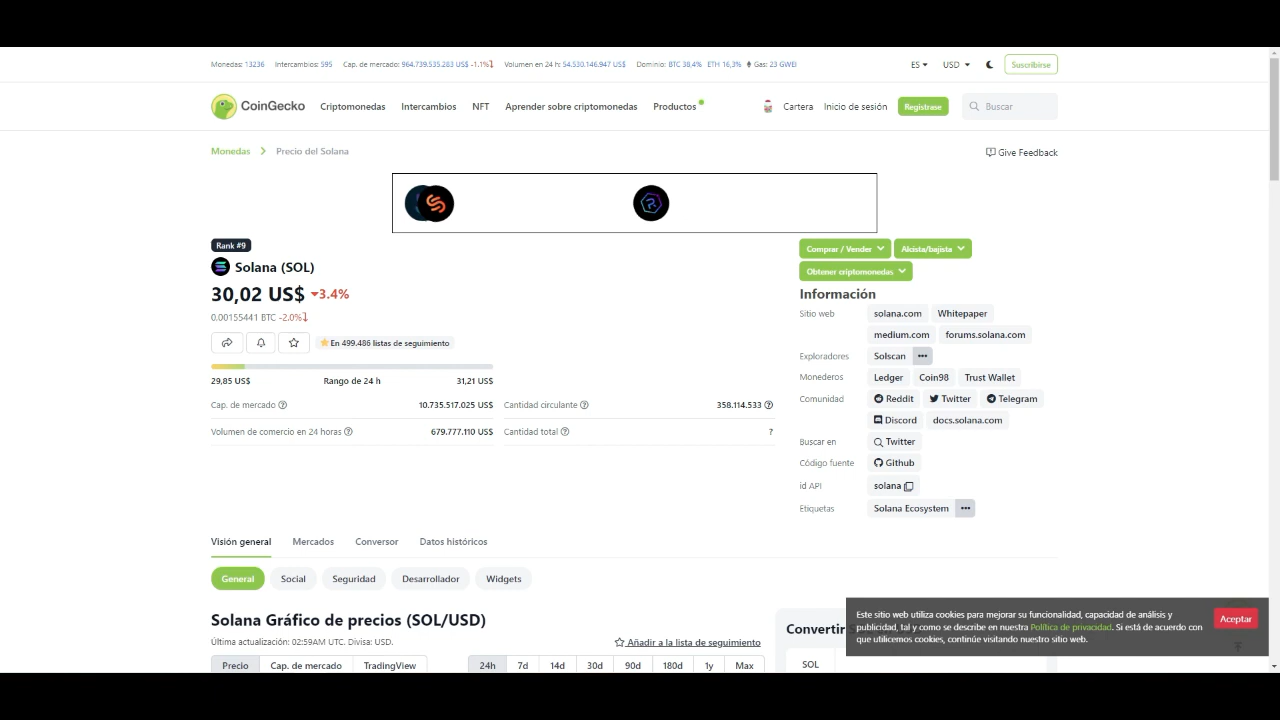 Monedas: 13236 Intercambios: 595 Cap. de mercado: 964.739.535.283 US$ -1.1% Volumen en 24 h: 54.530.146.947 US$ Dominio: BTC 38,4% ETH 16,3% Gas: 23 GWEI ES USD Suscribirse
CoinGecko Criptomonedas Intercambios NFT Aprender sobre criptomonedas Productos Cartera Inicio de sesión Regístrase Buscar
Monedas Precio del Solana Give Feedback
Rank #9
Solana (SOL)
30,02 US$ 3.4%
0.00155441 BTC -2.0%
En 499.486 listas de seguimiento
29,85 US$ Rango de 24 h 31,21 US$
Cap. de mercado 10.735.517.025 US$ Cantidad circulante 358.114.533
Volumen de comercio en 24 horas 679.777.110 US$ Cantidad total ?
Comprar / Vender Alcista/bajista
Obtener criptomonedas
Información
Sitio web solana.com Whitepaper
medium.com forums.solana.com
Exploradores Solscan
Monederos Ledger Coin98 Trust Wallet
Comunidad Reddit Twitter Telegram
Discord docs.solana.com
Buscar en Twitter
Código fuente Github
id API solana
Etiquetas Solana Ecosystem
Visión general Mercados Conversor Datos históricos
General Social Seguridad Desarrollador Widgets
Solana Gráfico de precios (SOL/USD)
Última actualización: 02:59AM UTC. Divisa: USD.
Añadir a la lista de seguimiento
Precio Cap. de mercado TradingView 24h 7d 14d 30d 90d 180d 1y Max
Convertir
SOL
Este sitio web utiliza cookies para mejorar su funcionalidad, capacidad de análisis y
publicidad, tal y como se describe en nuestra Política de privacidad. Si está de acuerdo con
que utilicemos cookies, continúe visitando nuestro sitio web.
Aceptar